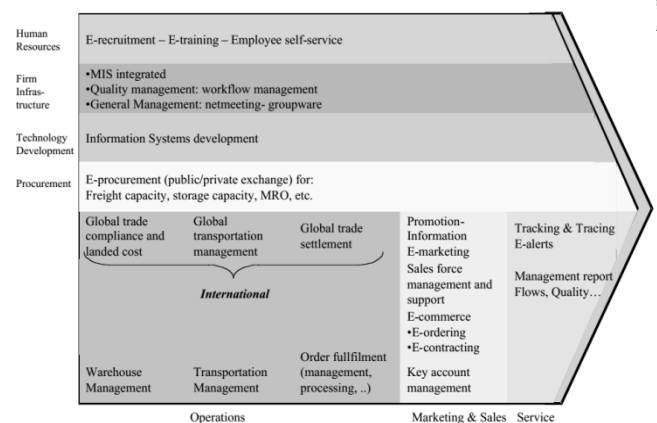 Human
Resources
E-recruitment – E-training – Employee self-service
Firm
Infras-
tructure
•MIS integrated
•Quality management: workflow management
•General Management: netmeeting- groupware
Technology
Development
Information Systems development
Procurement
E-procurement (public/private exchange) for:
Freight capacity, storage capacity, MRO, etc.
Global trade
compliance and
landed cost
Global
transportation
management
Global trade
settlement
International
Warehouse
Management
Transportation
Management
Order fullfilment
(management,
processing, ..)
Promotion-
Information
E-marketing
Sales force
management and
support
E-commerce
•E-ordering
•E-contracting
Key account
management
Tracking & Tracing
E-alerts
Management report
Flows, Quality…
Operations
Marketing & Sales
Service